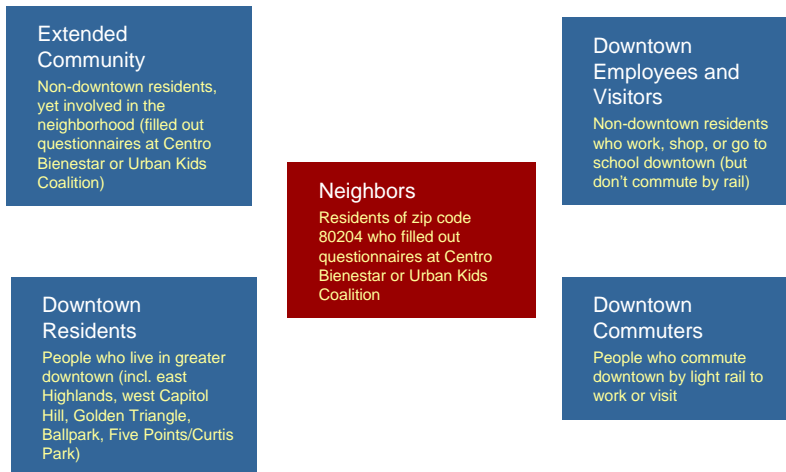 Extended
Community
Non-downtown residents,
yet involved in the
neighborhood (filled out
questionnaires at Centro
Bienestar or Urban Kids
Coalition)
Downtown
Employees and
Visitors
Non-downtown residents
who work, shop, or go to
school downtown (but
don't commute by rail)
Neighbors
Residents of zip code
80204 who filled out
questionnaires at Centro
Bienestar or Urban Kids
Coalition
Downtown
Residents
People who live in greater
downtown (incl. east
Highlands, west Capitol
Hill, Golden Triangle,
Ballpark, Five Points/Curtis
Park)
Downtown
Commuters
People who commute
downtown by light rail to
work or visit